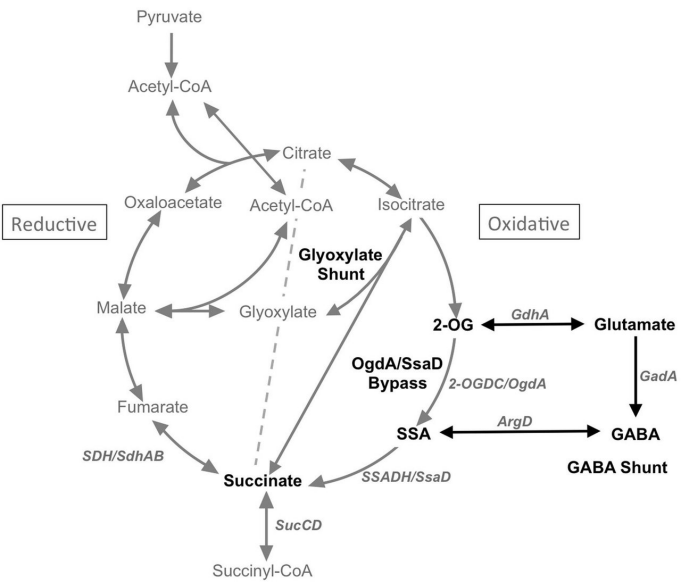 Pyruvate
Acetyl-CoA
Citrate
Oxaloacetate
Acetyl-CoA
Isocitrate
Reductive
Oxidative
Glyoxylate
Shunt
Malate
Glyoxylate
2-OG
GdhA
Glutamate
OgdA/SsaD
Bypass
2-OGDC/OgdA
GadA
Fumarate
SSA
ArgD
GABA
SDH/SdhAB
GABA Shunt
Succinate
SSADH/SsaD
SucCD
Succinyl-CoA